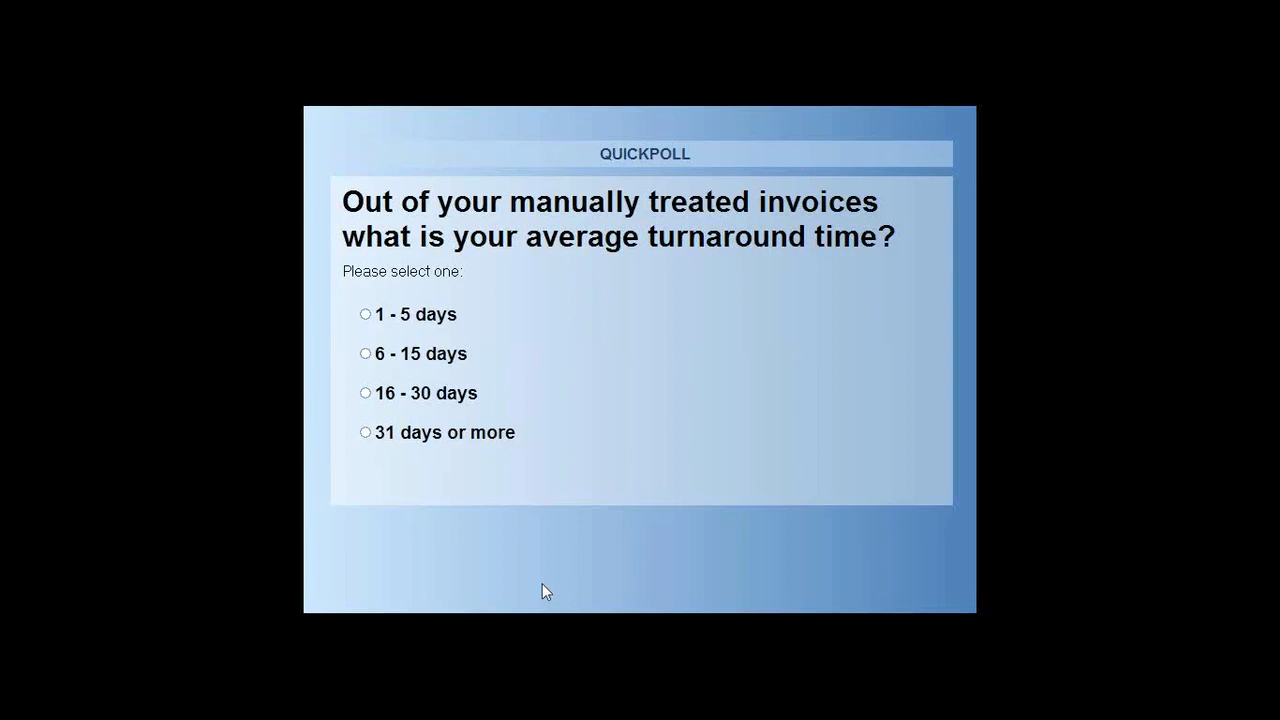 QUICKPOLL
Out of your manually treated invoices
what is your average turnaround time?
Please select one:
1 - 5 days
6 - 15 days
16 - 30 days
31 days or more